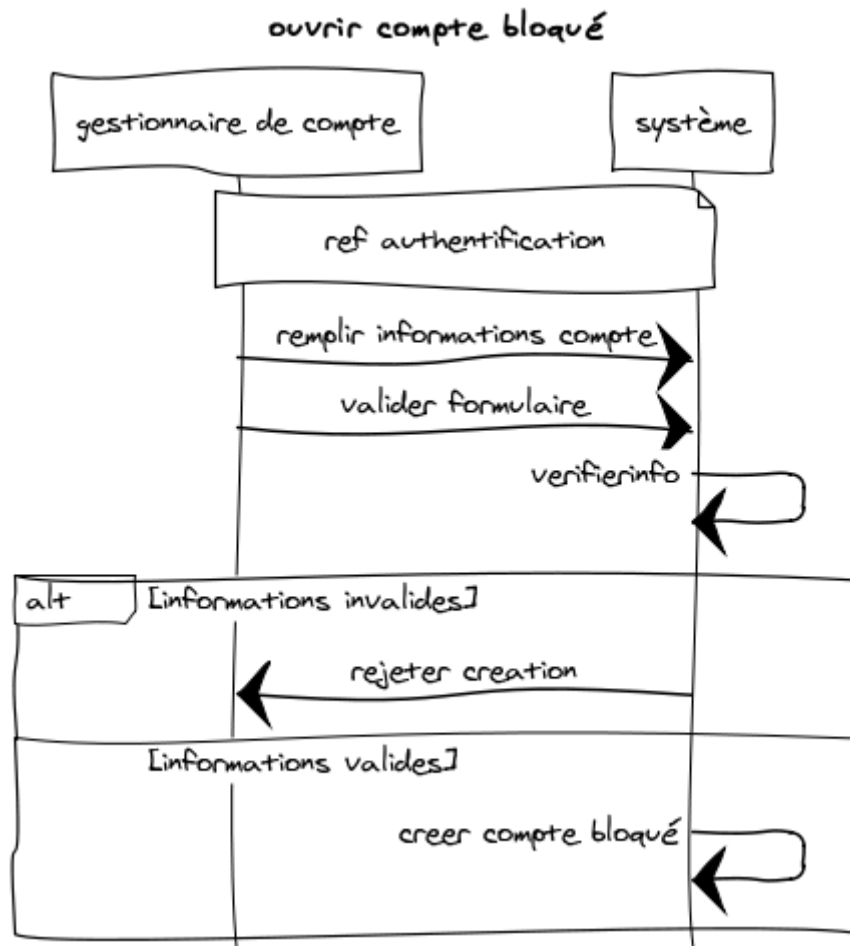 ouvrir compte bloqué
gestionnaire de compte
système
ref authentification
remplir informations compte
valider formulaire
verifierinfo
alt
[informations invalides]
rejeter creation
[informations valides]
creer compte bloqué